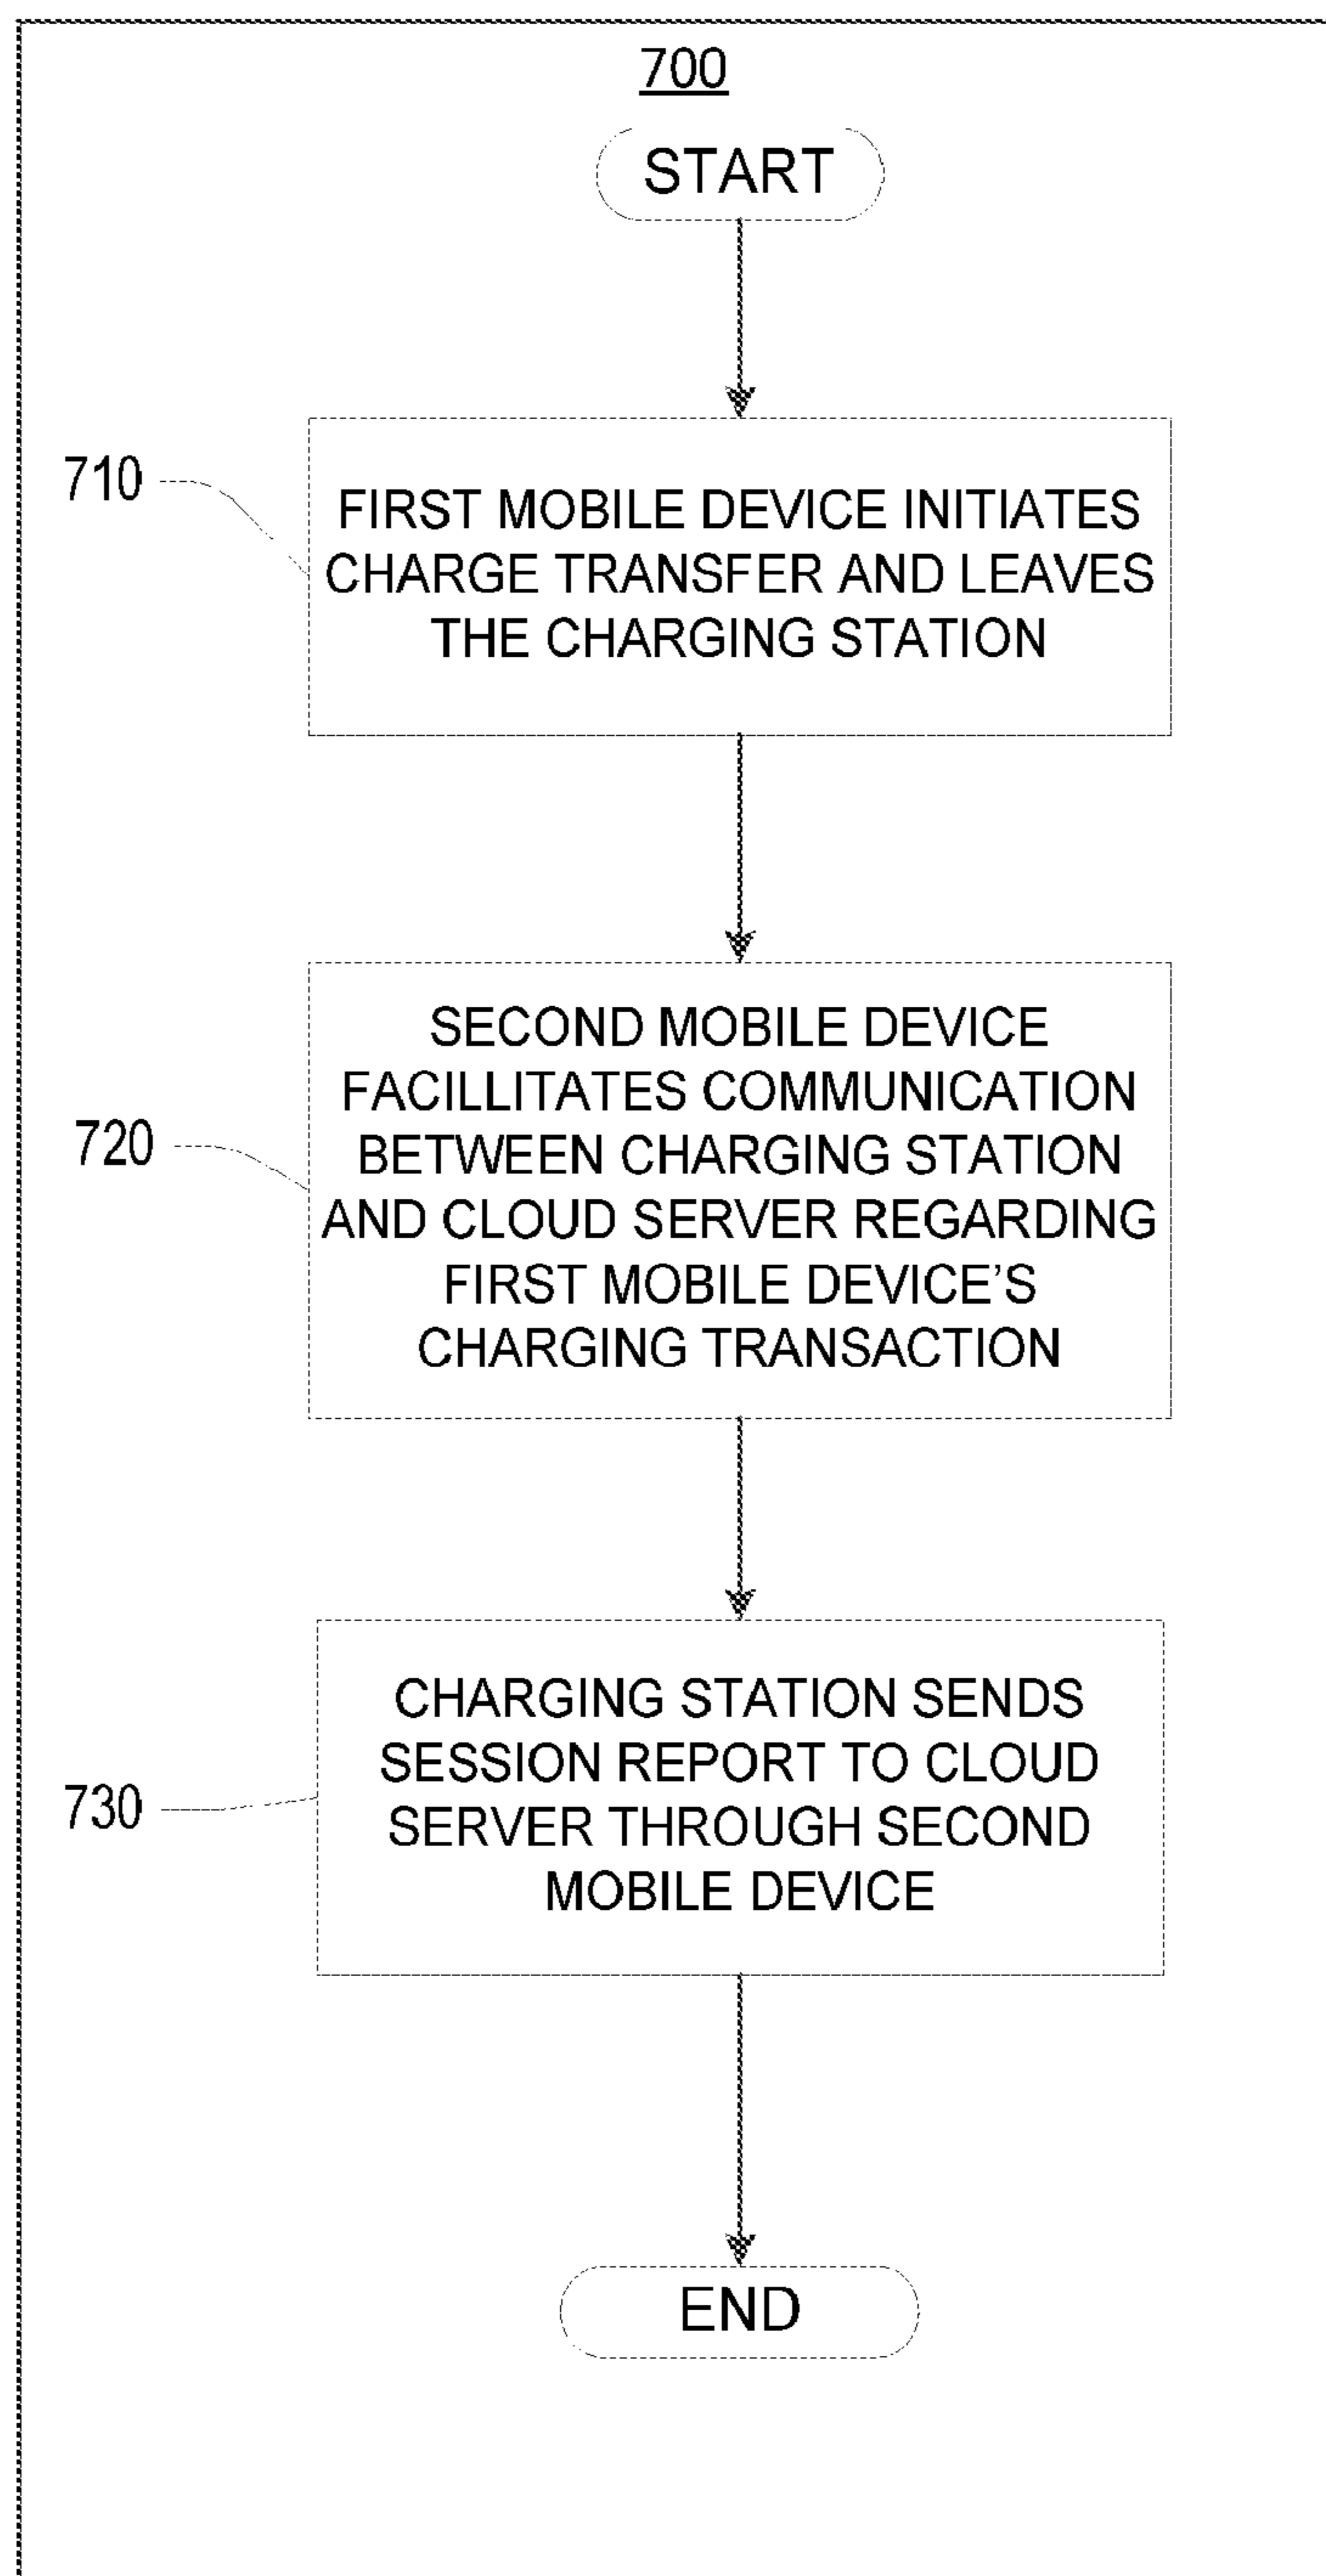 700
START
710
FIRST MOBILE DEVICE INITIATES
CHARGE TRANSFER AND LEAVES
THE CHARGING STATION
720
SECOND MOBILE DEVICE
FACILLITATES COMMUNICATION
BETWEEN CHARGING STATION
AND CLOUD SERVER REGARDING
FIRST MOBILE DEVICE’S
CHARGING TRANSACTION
730
CHARGING STATION SENDS
SESSION REPORT TO CLOUD
SERVER THROUGH SECOND
MOBILE DEVICE
END